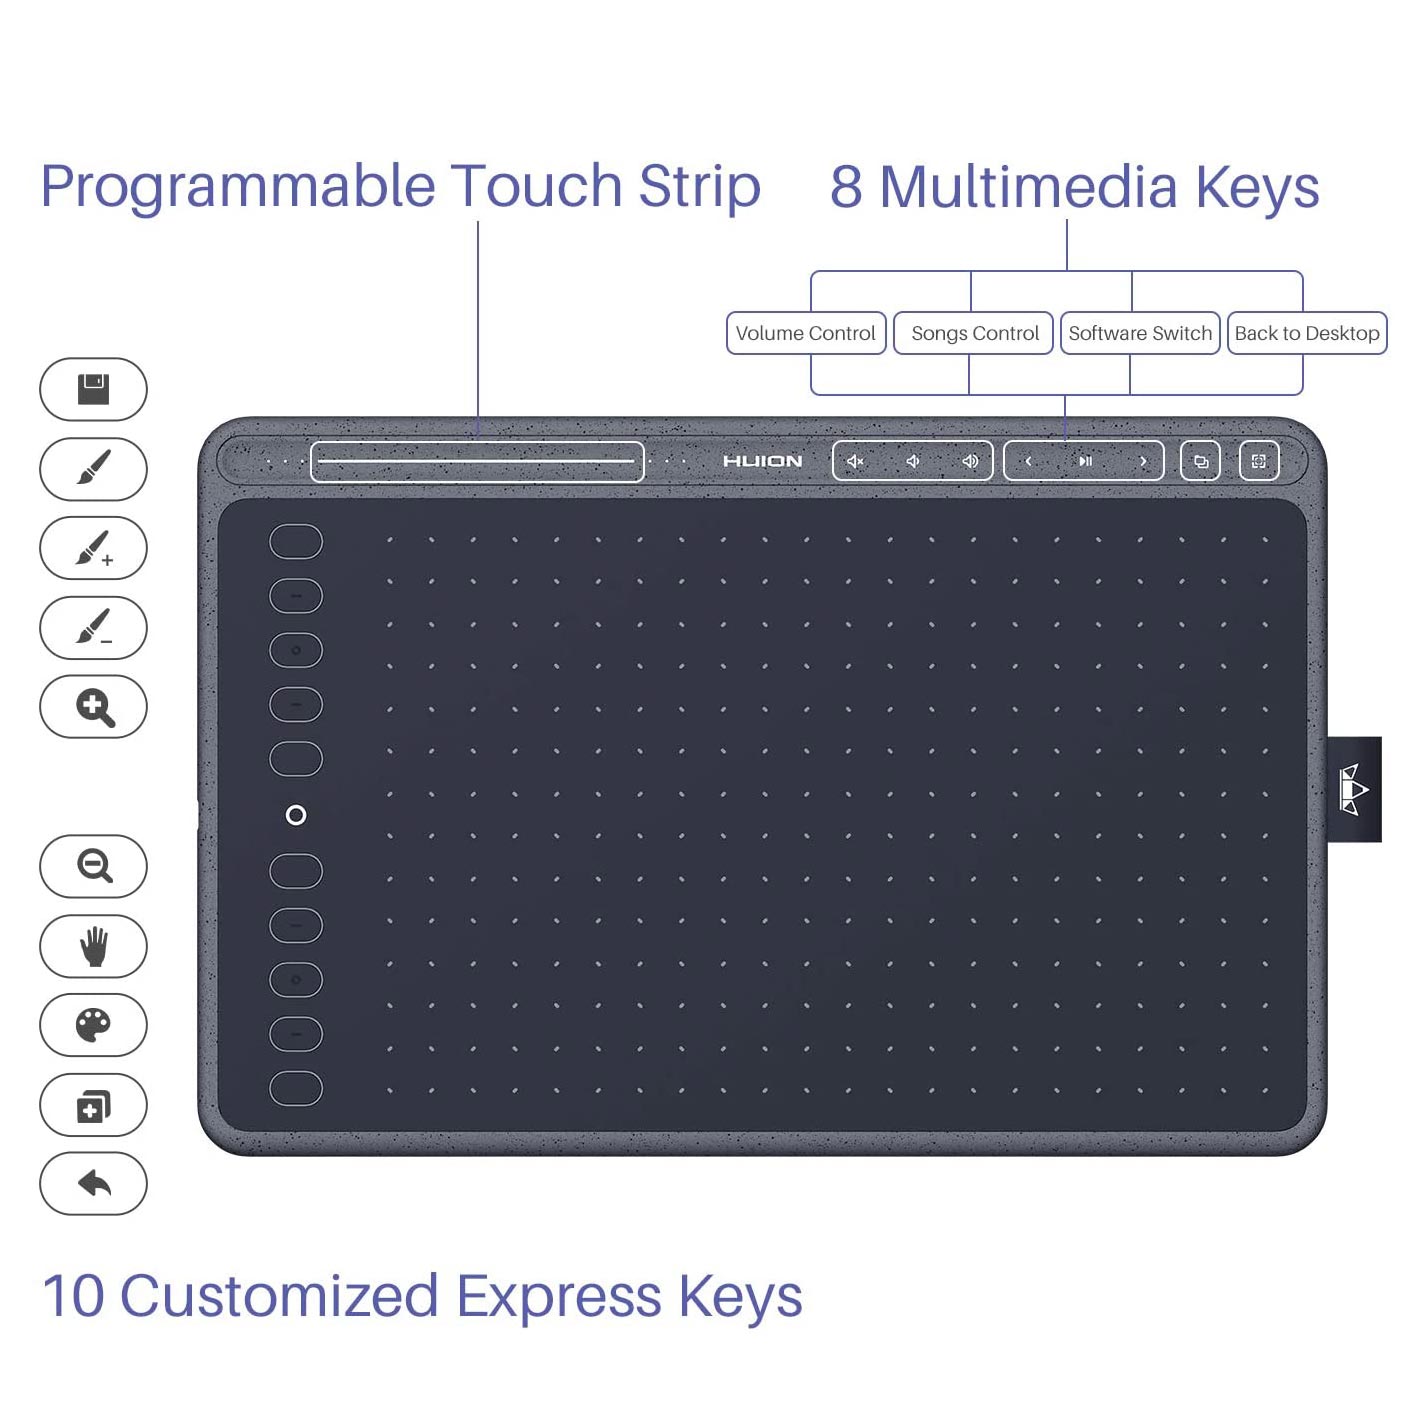 Programmable Touch Strip
8 Multimedia Keys
Volume Control
Songs Control
Software Switch
Back to Desktop
HUION
10 Customized Express Keys